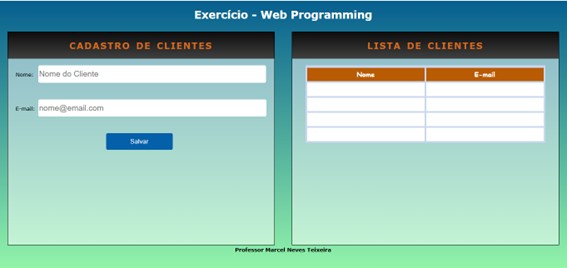 Exercício - Web Programming
CADASTRO DE CLIENTES
Nome: Nome do Cliente
E-mail: nome@email.com
Salvar
LISTA DE CLIENTES
Nome E-mail
Professor Marcel Neves Teixeira